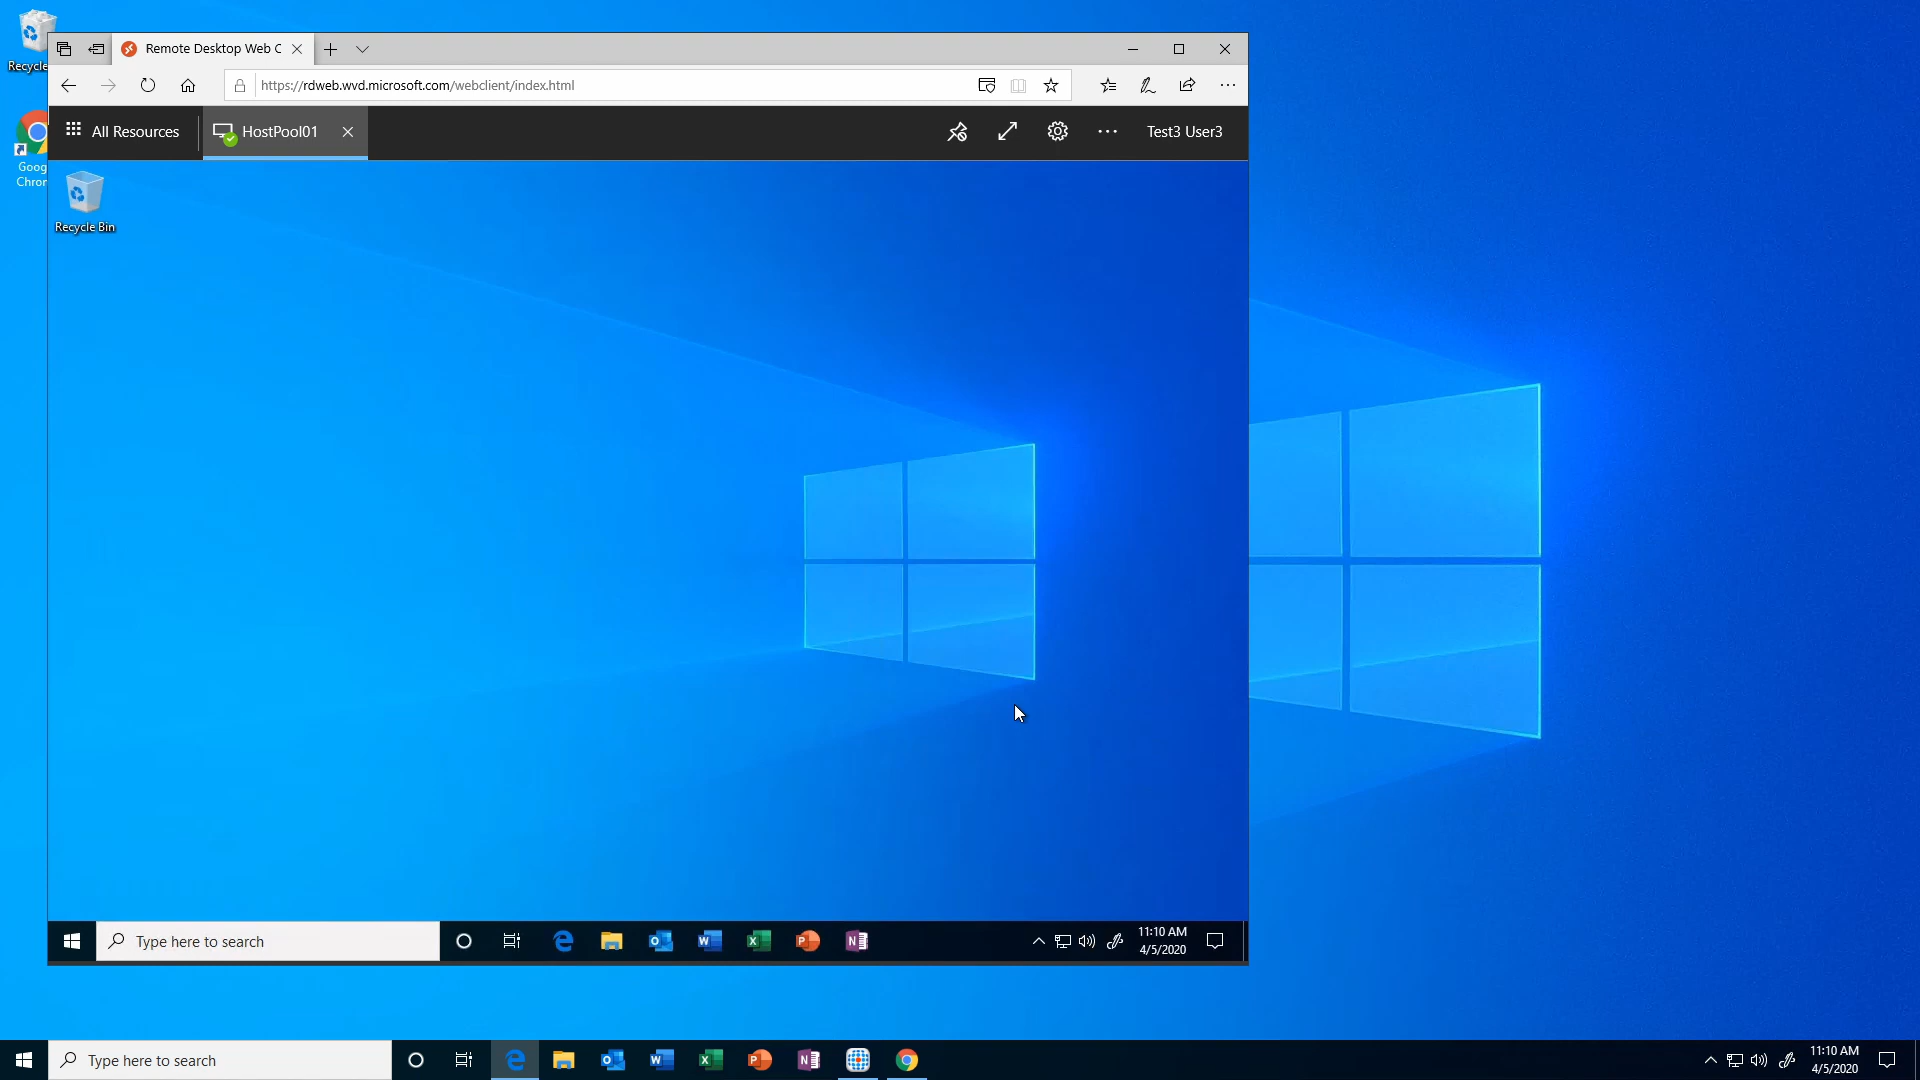 Recycle
Remote Desktop Web C
https://rdweb.wvd.microsoft.com/webclient/index.html
All Resources
HostPool01
Test3 User3
Goog
Chron
Recycle Bin
Type here to search
11:10 AM
4/5/2020
Type here to search
11:10 AM
4/5/2020